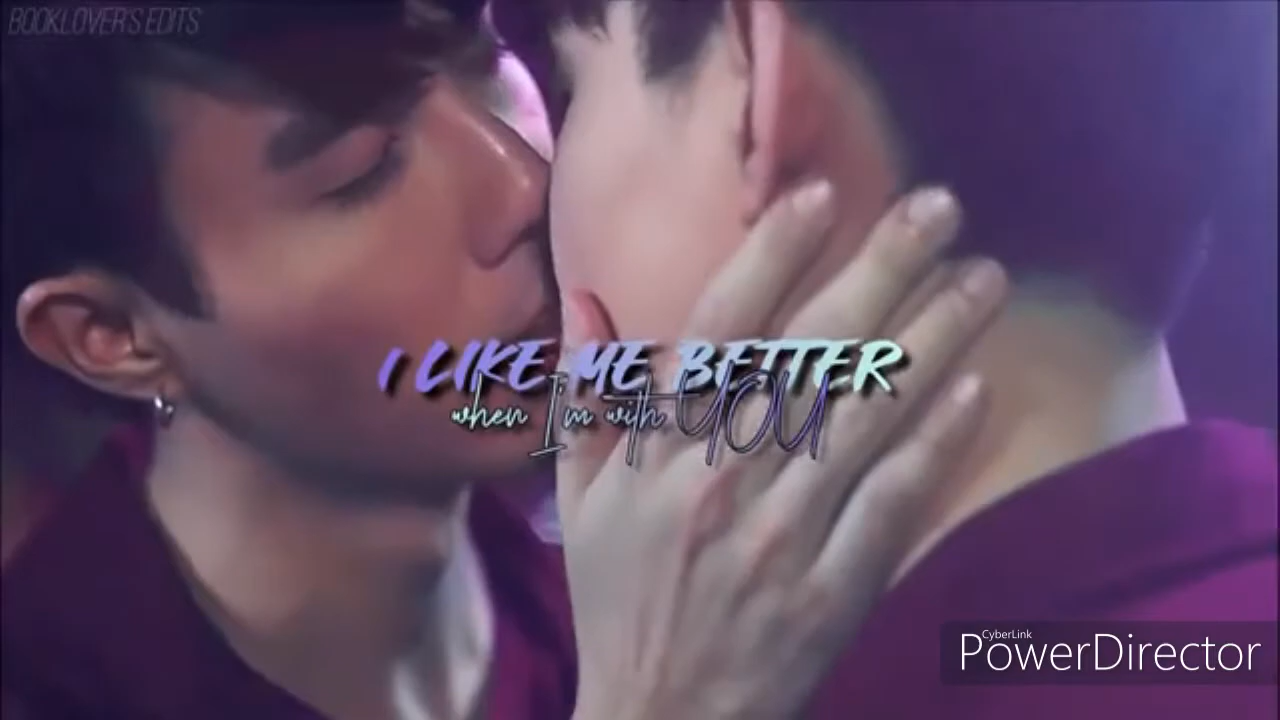 BOOKLOVER'S EDITS
I LIKE ME BETTER
when I'm with YOU
CyberLink
PowerDirector